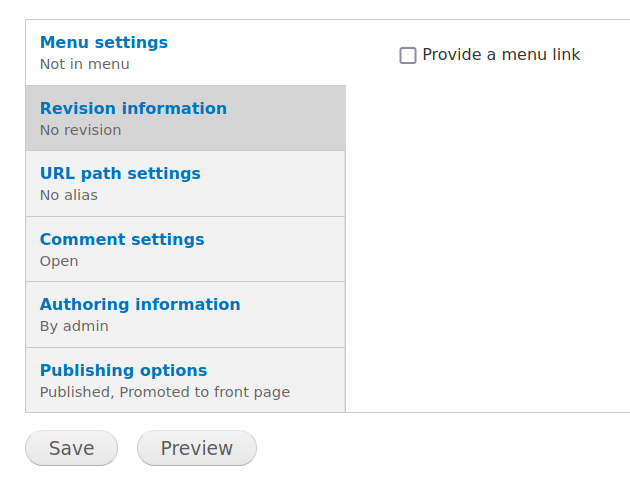 Menu settings
Not in menu
Provide a menu link
Revision information
No revision
URL path settings
No alias
Comment settings
Open
Authoring information
By admin
Publishing options
Published, Promoted to front page
Save
Preview